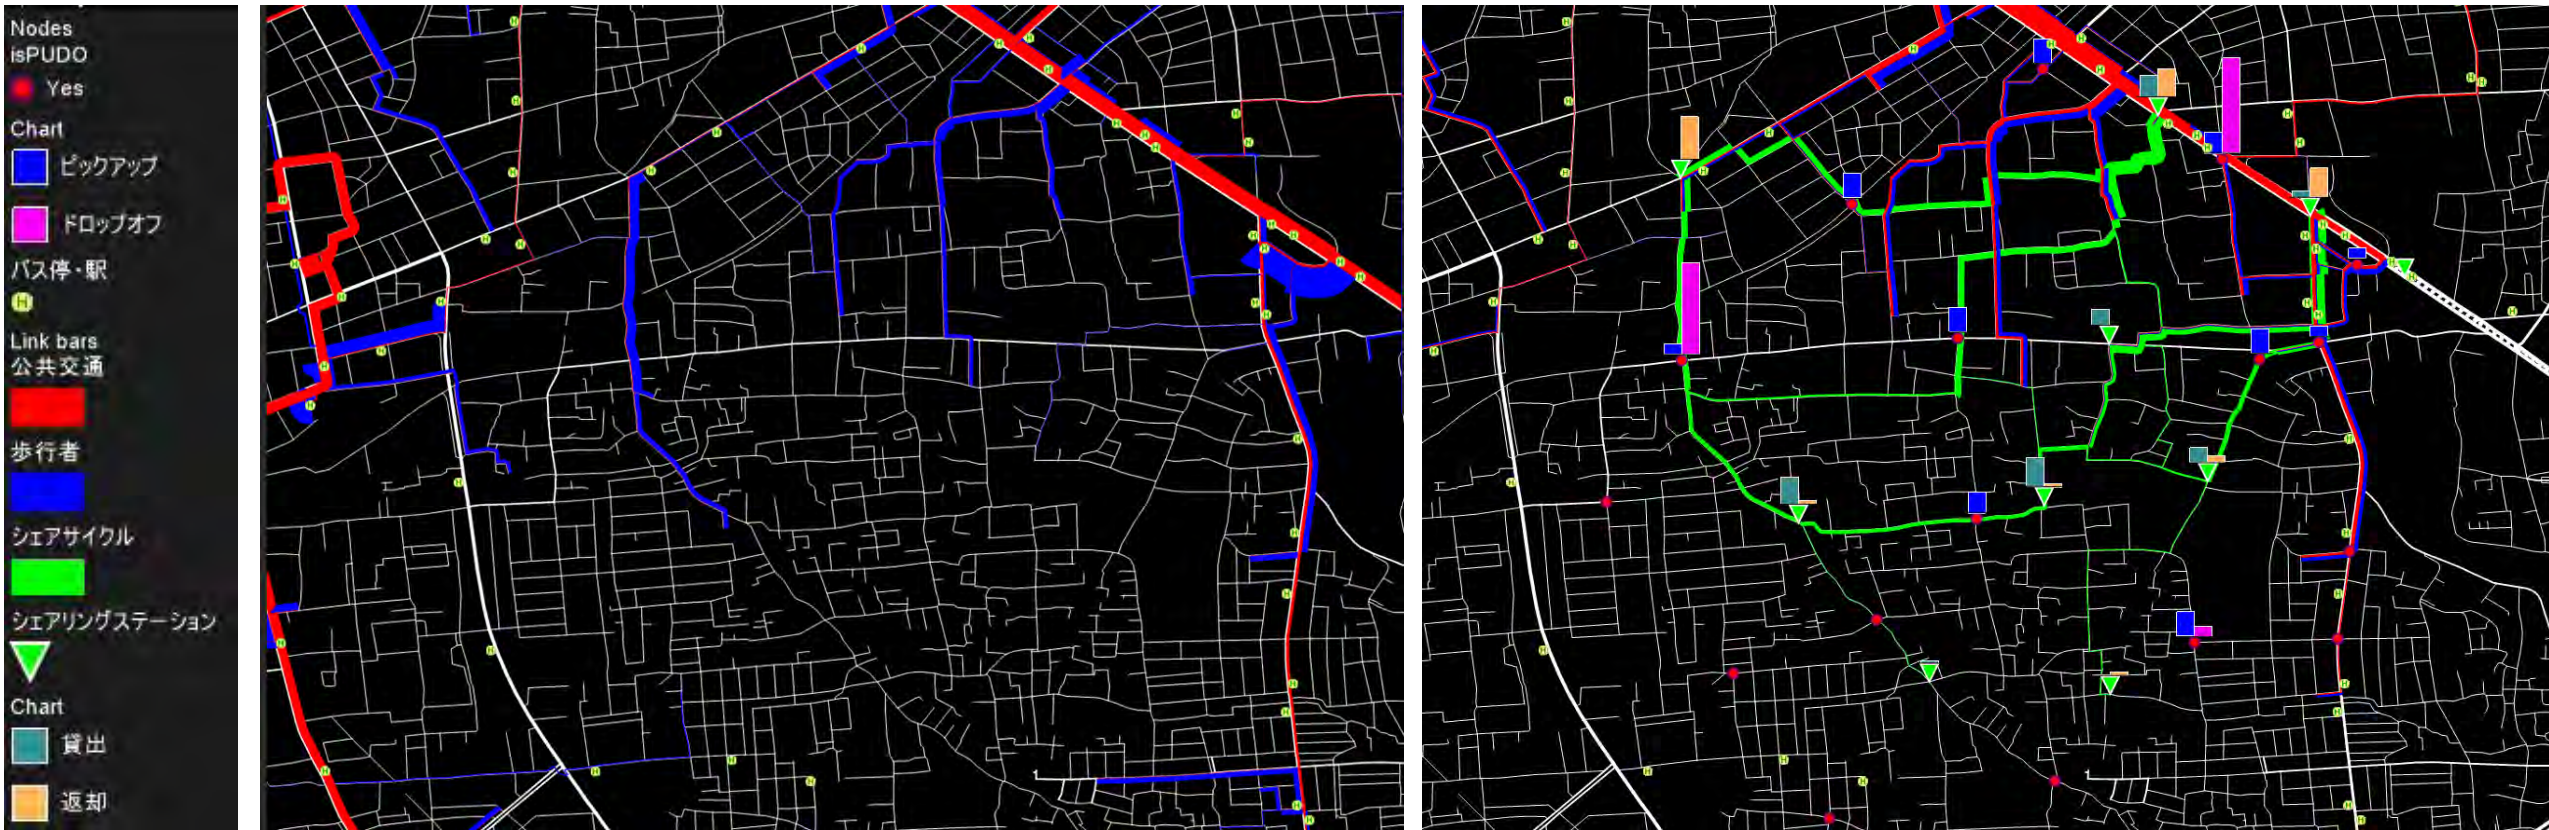 Nodes
isPUDO
Yes
Chart
ピックアップ
ドロップオフ
バス停・駅
H
Link bars
公共交通
歩行者
シェアサイクル
シェアリングステーション
Chart
貸出
返却